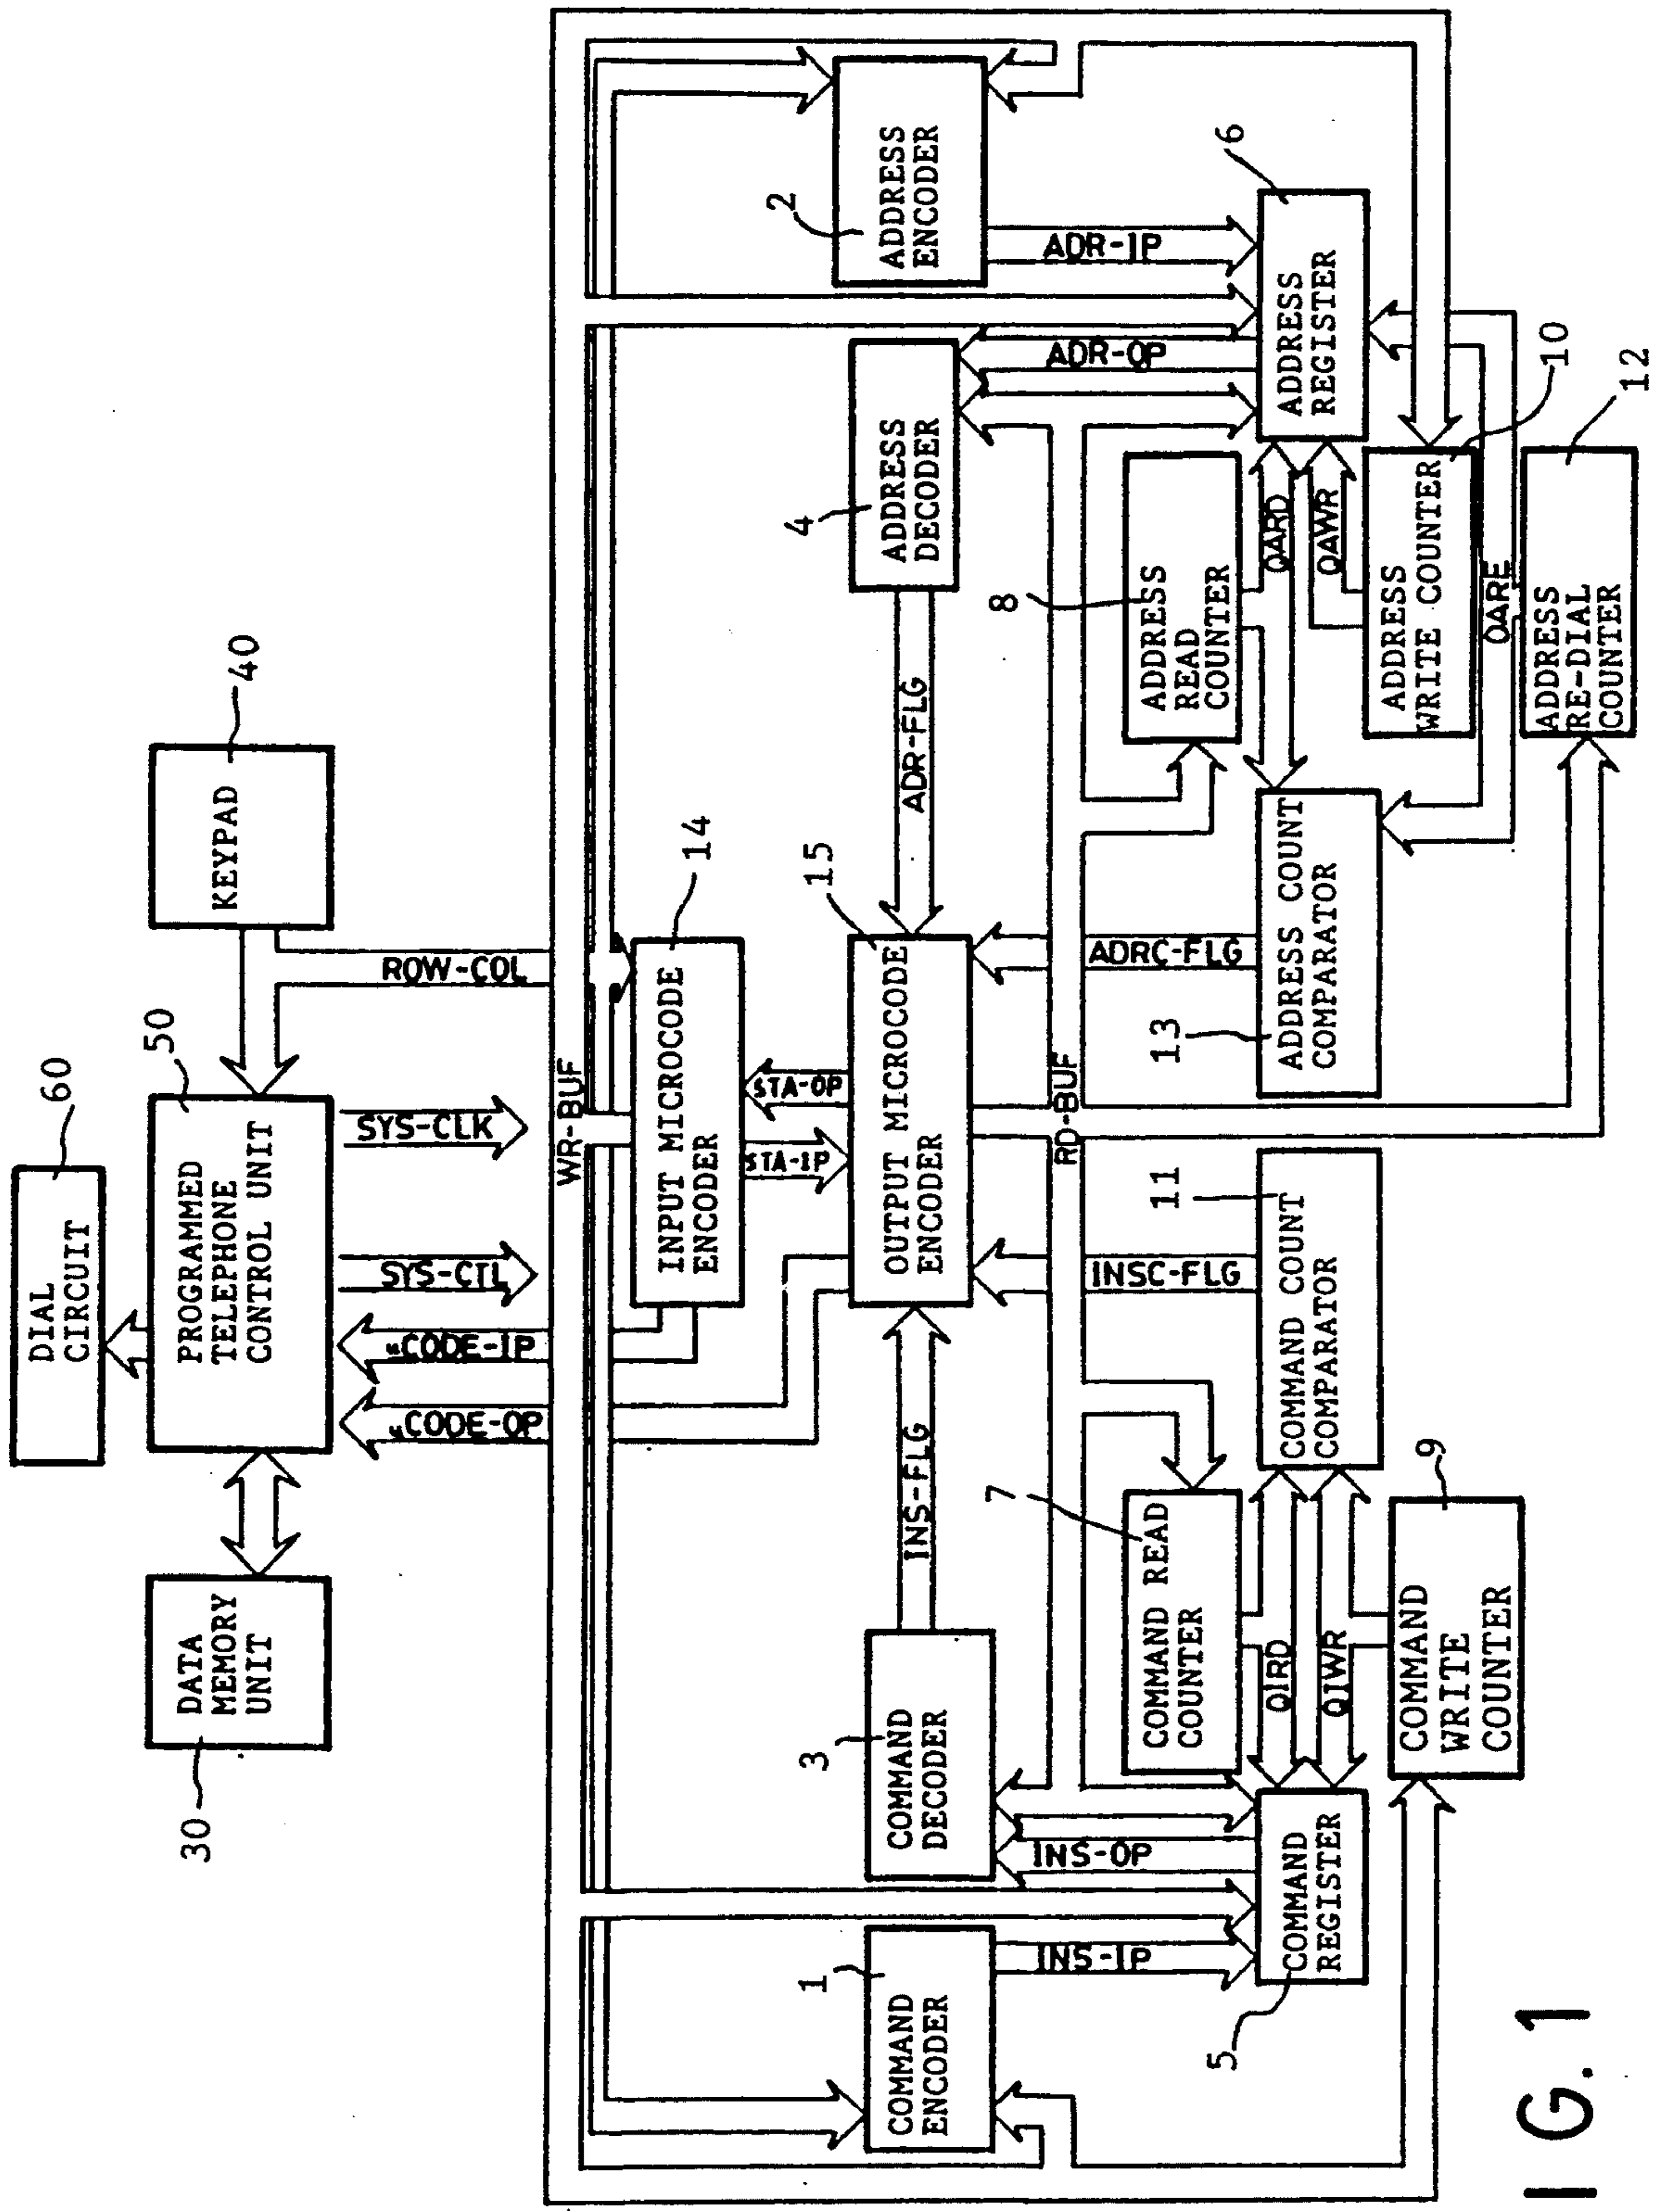 60
DIAL
CIRCUIT
30
DATA
MEMORY
UNIT
50
PROGRAMMED
TELEPHONE
CONTROL UNIT
40
KEYPAD
μCODE-OP
μCODE-IP
SYS-CTL
SYS-CLK
ROW-COL
WR-BUF
14
INPUT MICROCODE
ENCODER
STA-IP
STA-OP
1
COMMAND
ENCODER
3
COMMAND
DECODER
INS-FLG
15
OUTPUT MICROCODE
ENCODER
ADR-FLG
4
ADDRESS
DECODER
2
ADDRESS
ENCODER
INS-IP
INS-OP
INSC-FLG
RD-BUF
ADRC-FLG
ADR-OP
ADR-IP
7
COMMAND READ
COUNTER
8
ADDRESS
READ
COUNTER
5
COMMAND
REGISTER
QIRD
QIWR
11
COMMAND COUNT
COMPARATOR
13
ADDRESS COUNT
COMPARATOR
QARD
QAWR
6
ADDRESS
REGISTER
9
COMMAND
WRITE
COUNTER
10
ADDRESS
WRITE COUNTER
QARE
12
ADDRESS
RE-DIAL
COUNTER
IG. 1